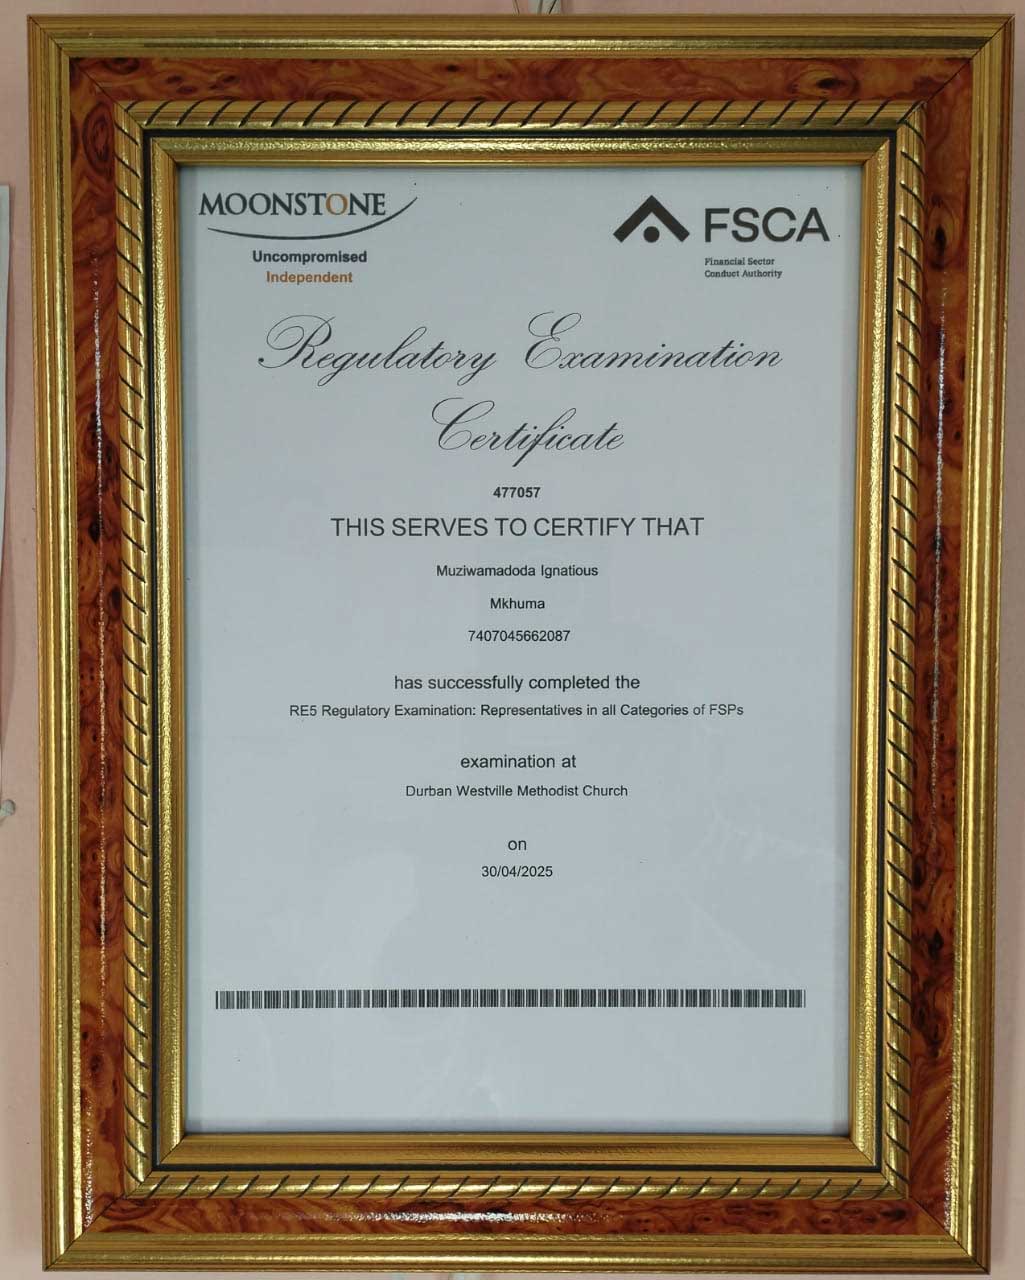 MOONSTONE
Uncompromised
Independent
FSCA
Financial Sector
Conduct Authority
Regulatory Examination
Certificate
477057
THIS SERVES TO CERTIFY THAT
Muziwamadoda Ignatious
Mkhuma
7407045662087
has successfully completed the
RE5 Regulatory Examination: Representatives in all Categories of FSPs
examination at
Durban Westville Methodist Church
on
30/04/2025